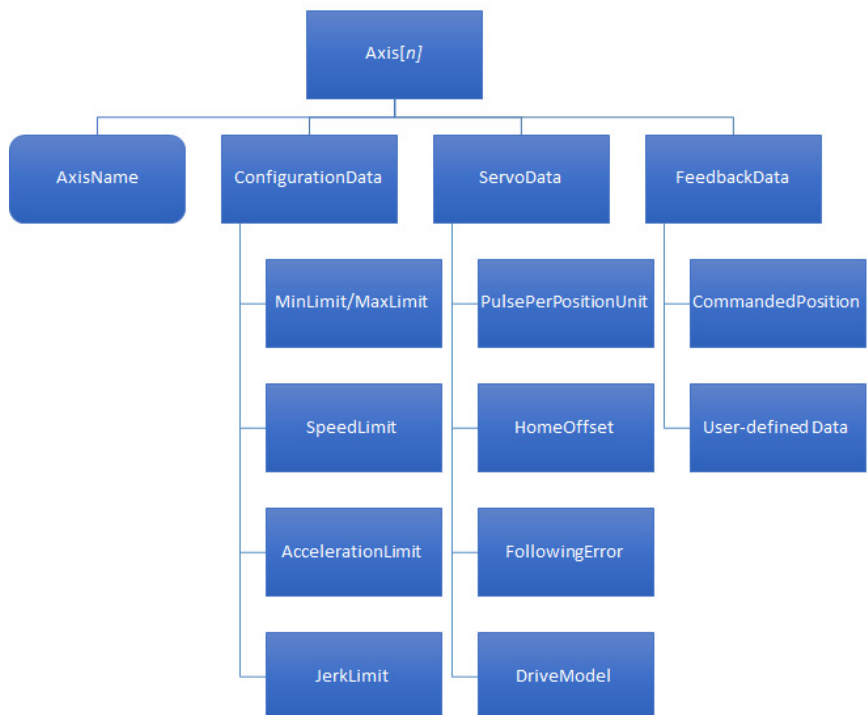 Axis[n]
AxisName
ConfigurationData
ServoData
FeedbackData
MinLimit/MaxLimit
PulsePerPositionUnit
CommandedPosition
SpeedLimit
HomeOffset
User-defined Data
AccelerationLimit
FollowingError
JerkLimit
DriveModel